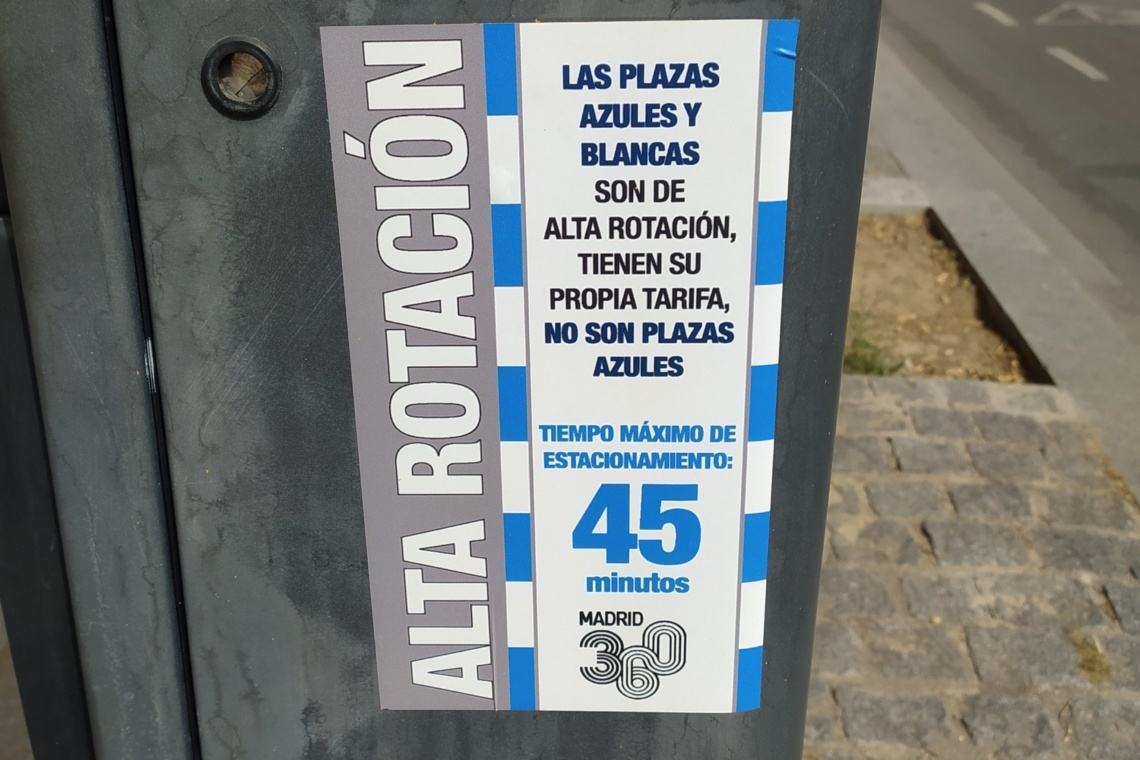 ALTA ROTACIÓN
LAS PLAZAS
AZULES Y
BLANCAS
SON DE
ALTA ROTACIÓN,
TIENEN SU
PROPIA TARIFA,
NO SON PLAZAS
AZULES
TIEMPO MÁXIMO DE
ESTACIONAMIENTO:
45
minutos
MADRID
360